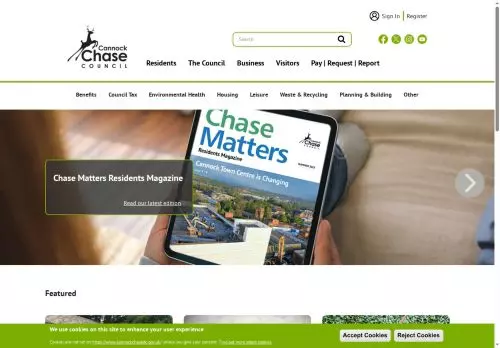 Sign In | Register
Cannock
Chase
COUNCIL
Search
Residents The Council Business Visitors Pay | Request | Report
Benefits Council Tax Environmental Health Housing Leisure Waste & Recycling Planning & Building Other
Chase
Matters
Residents Magazine
Cannock Town Centre is Changing
Chase Matters Residents Magazine
Read our latest edition
Featured
We use cookies on this site to enhance your user experience
Accept Cookies Reject Cookies